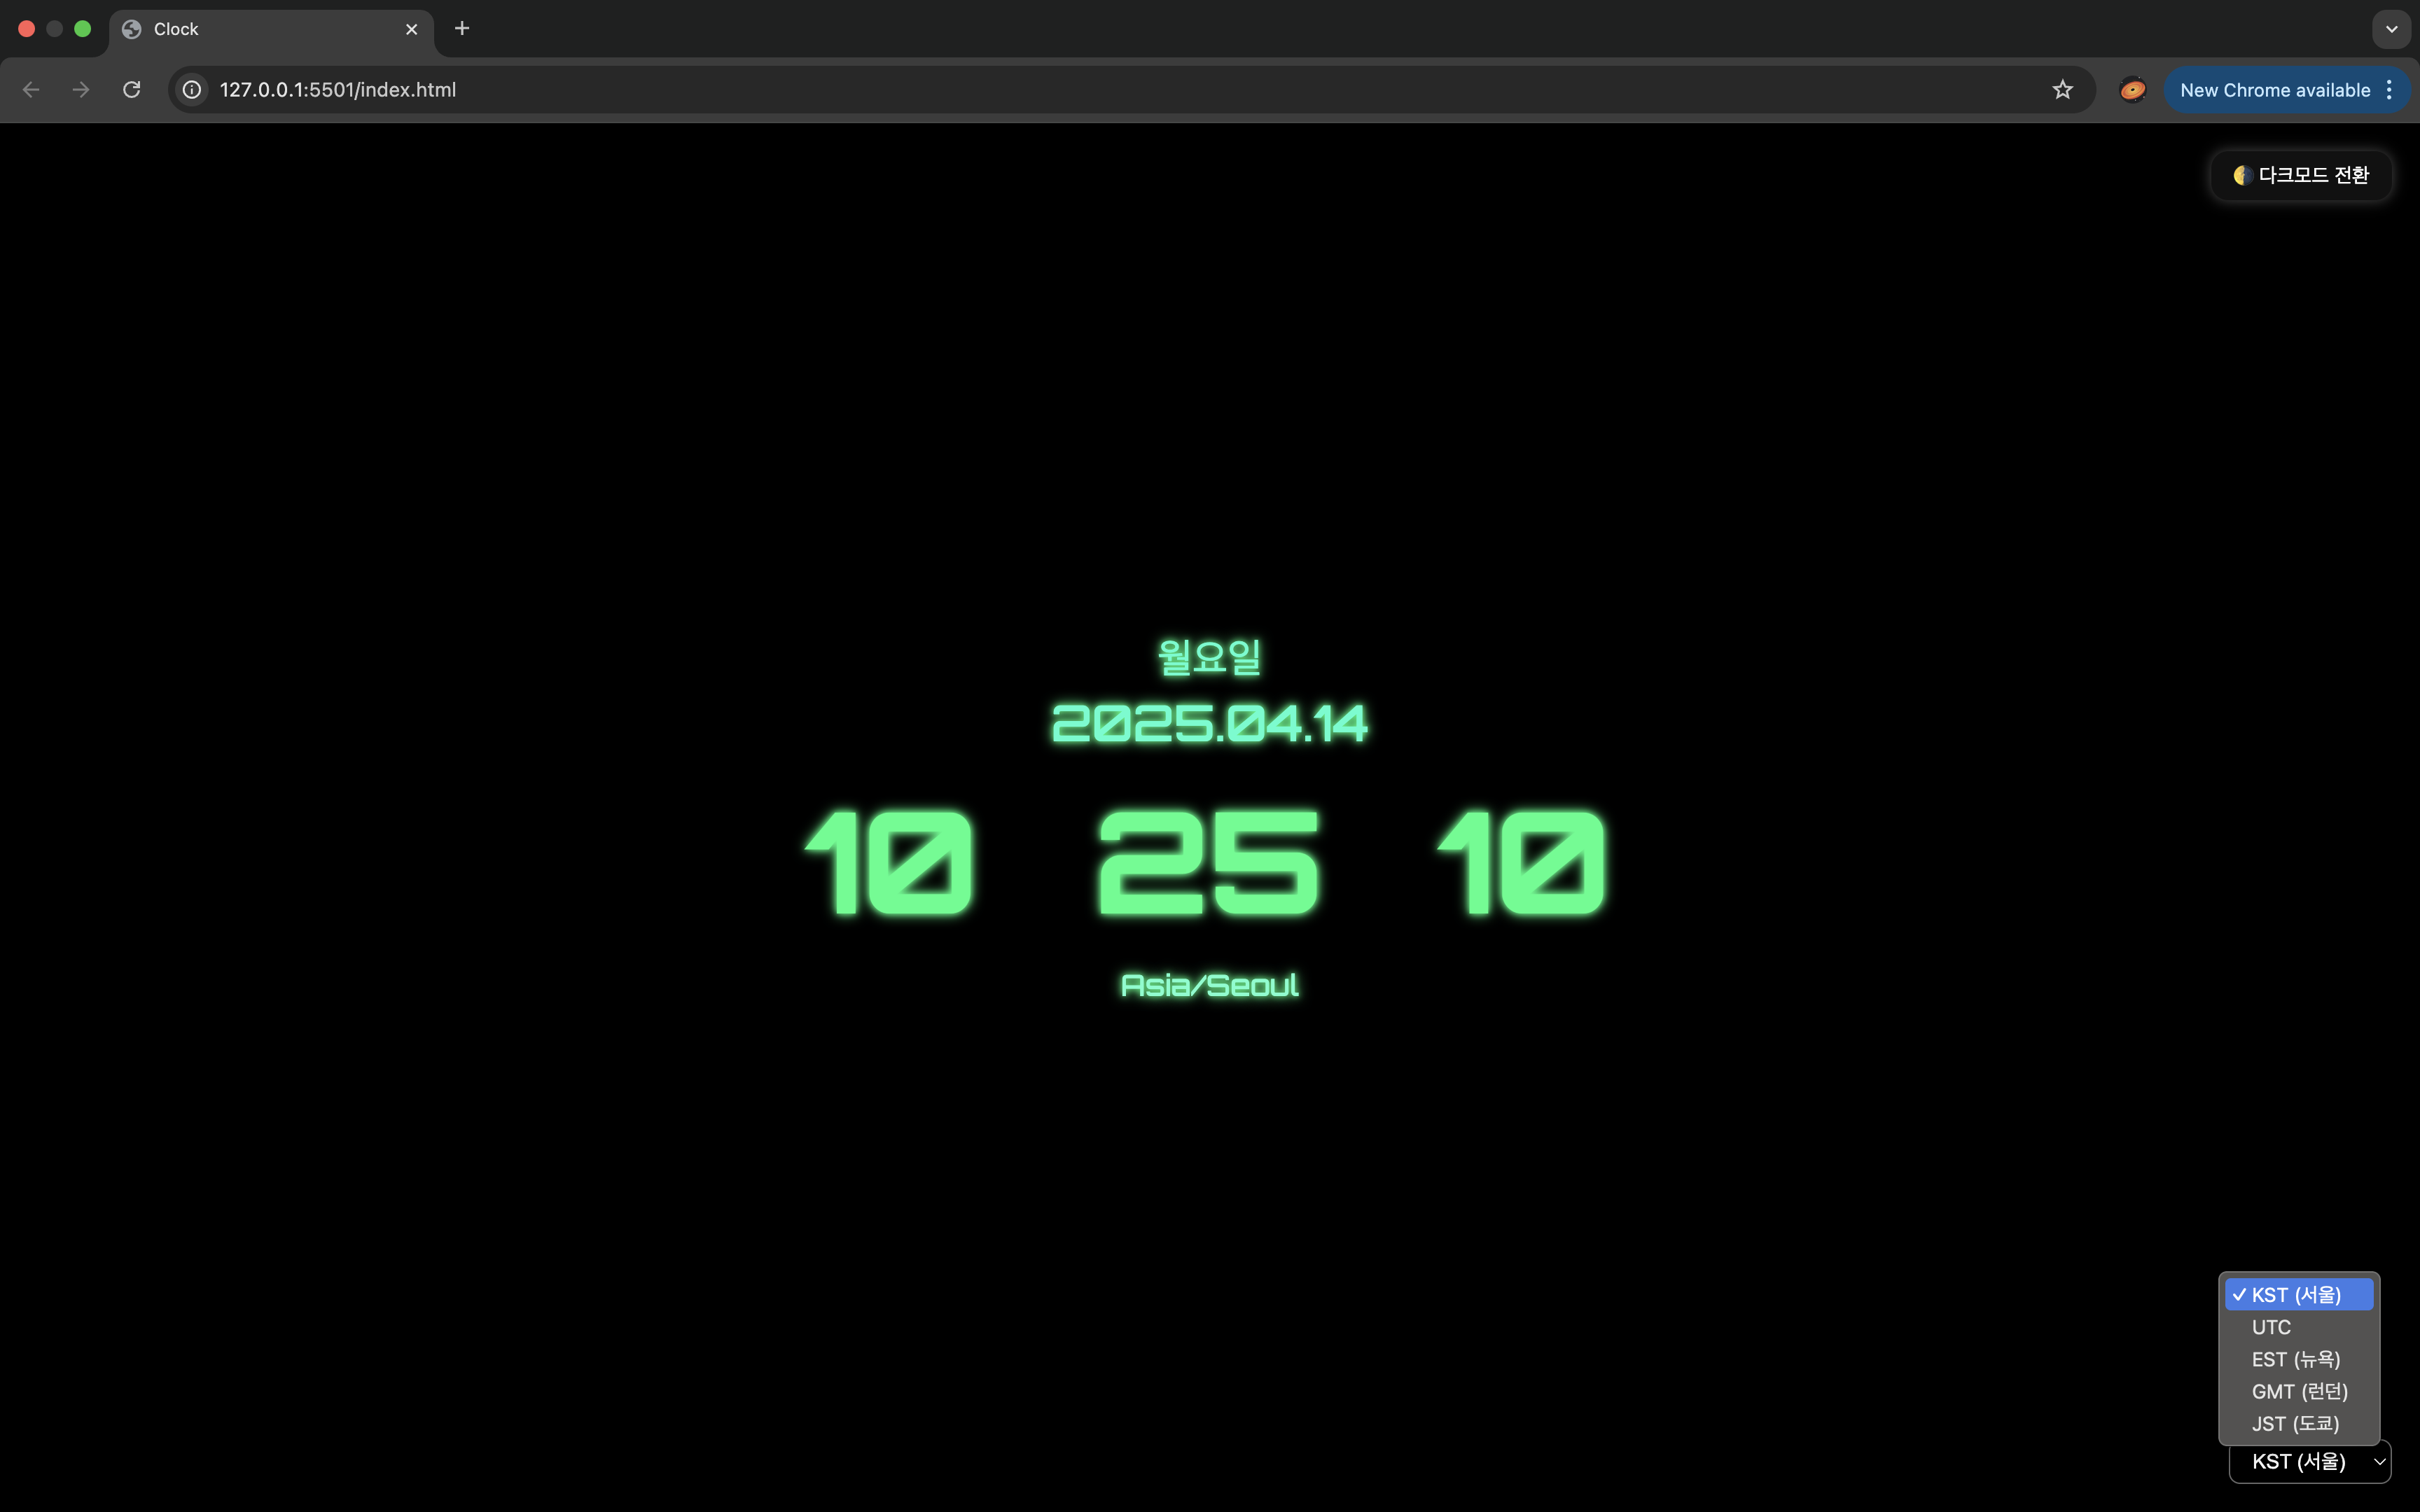 Clock
127.0.0.1:5501/index.html
New Chrome available
다크모드 전환
월요일
2025.04.14
10 25 10
Asia/Seoul
KST (서울)
UTC
EST (뉴욕)
GMT (런던)
JST (도쿄)
KST (서울)